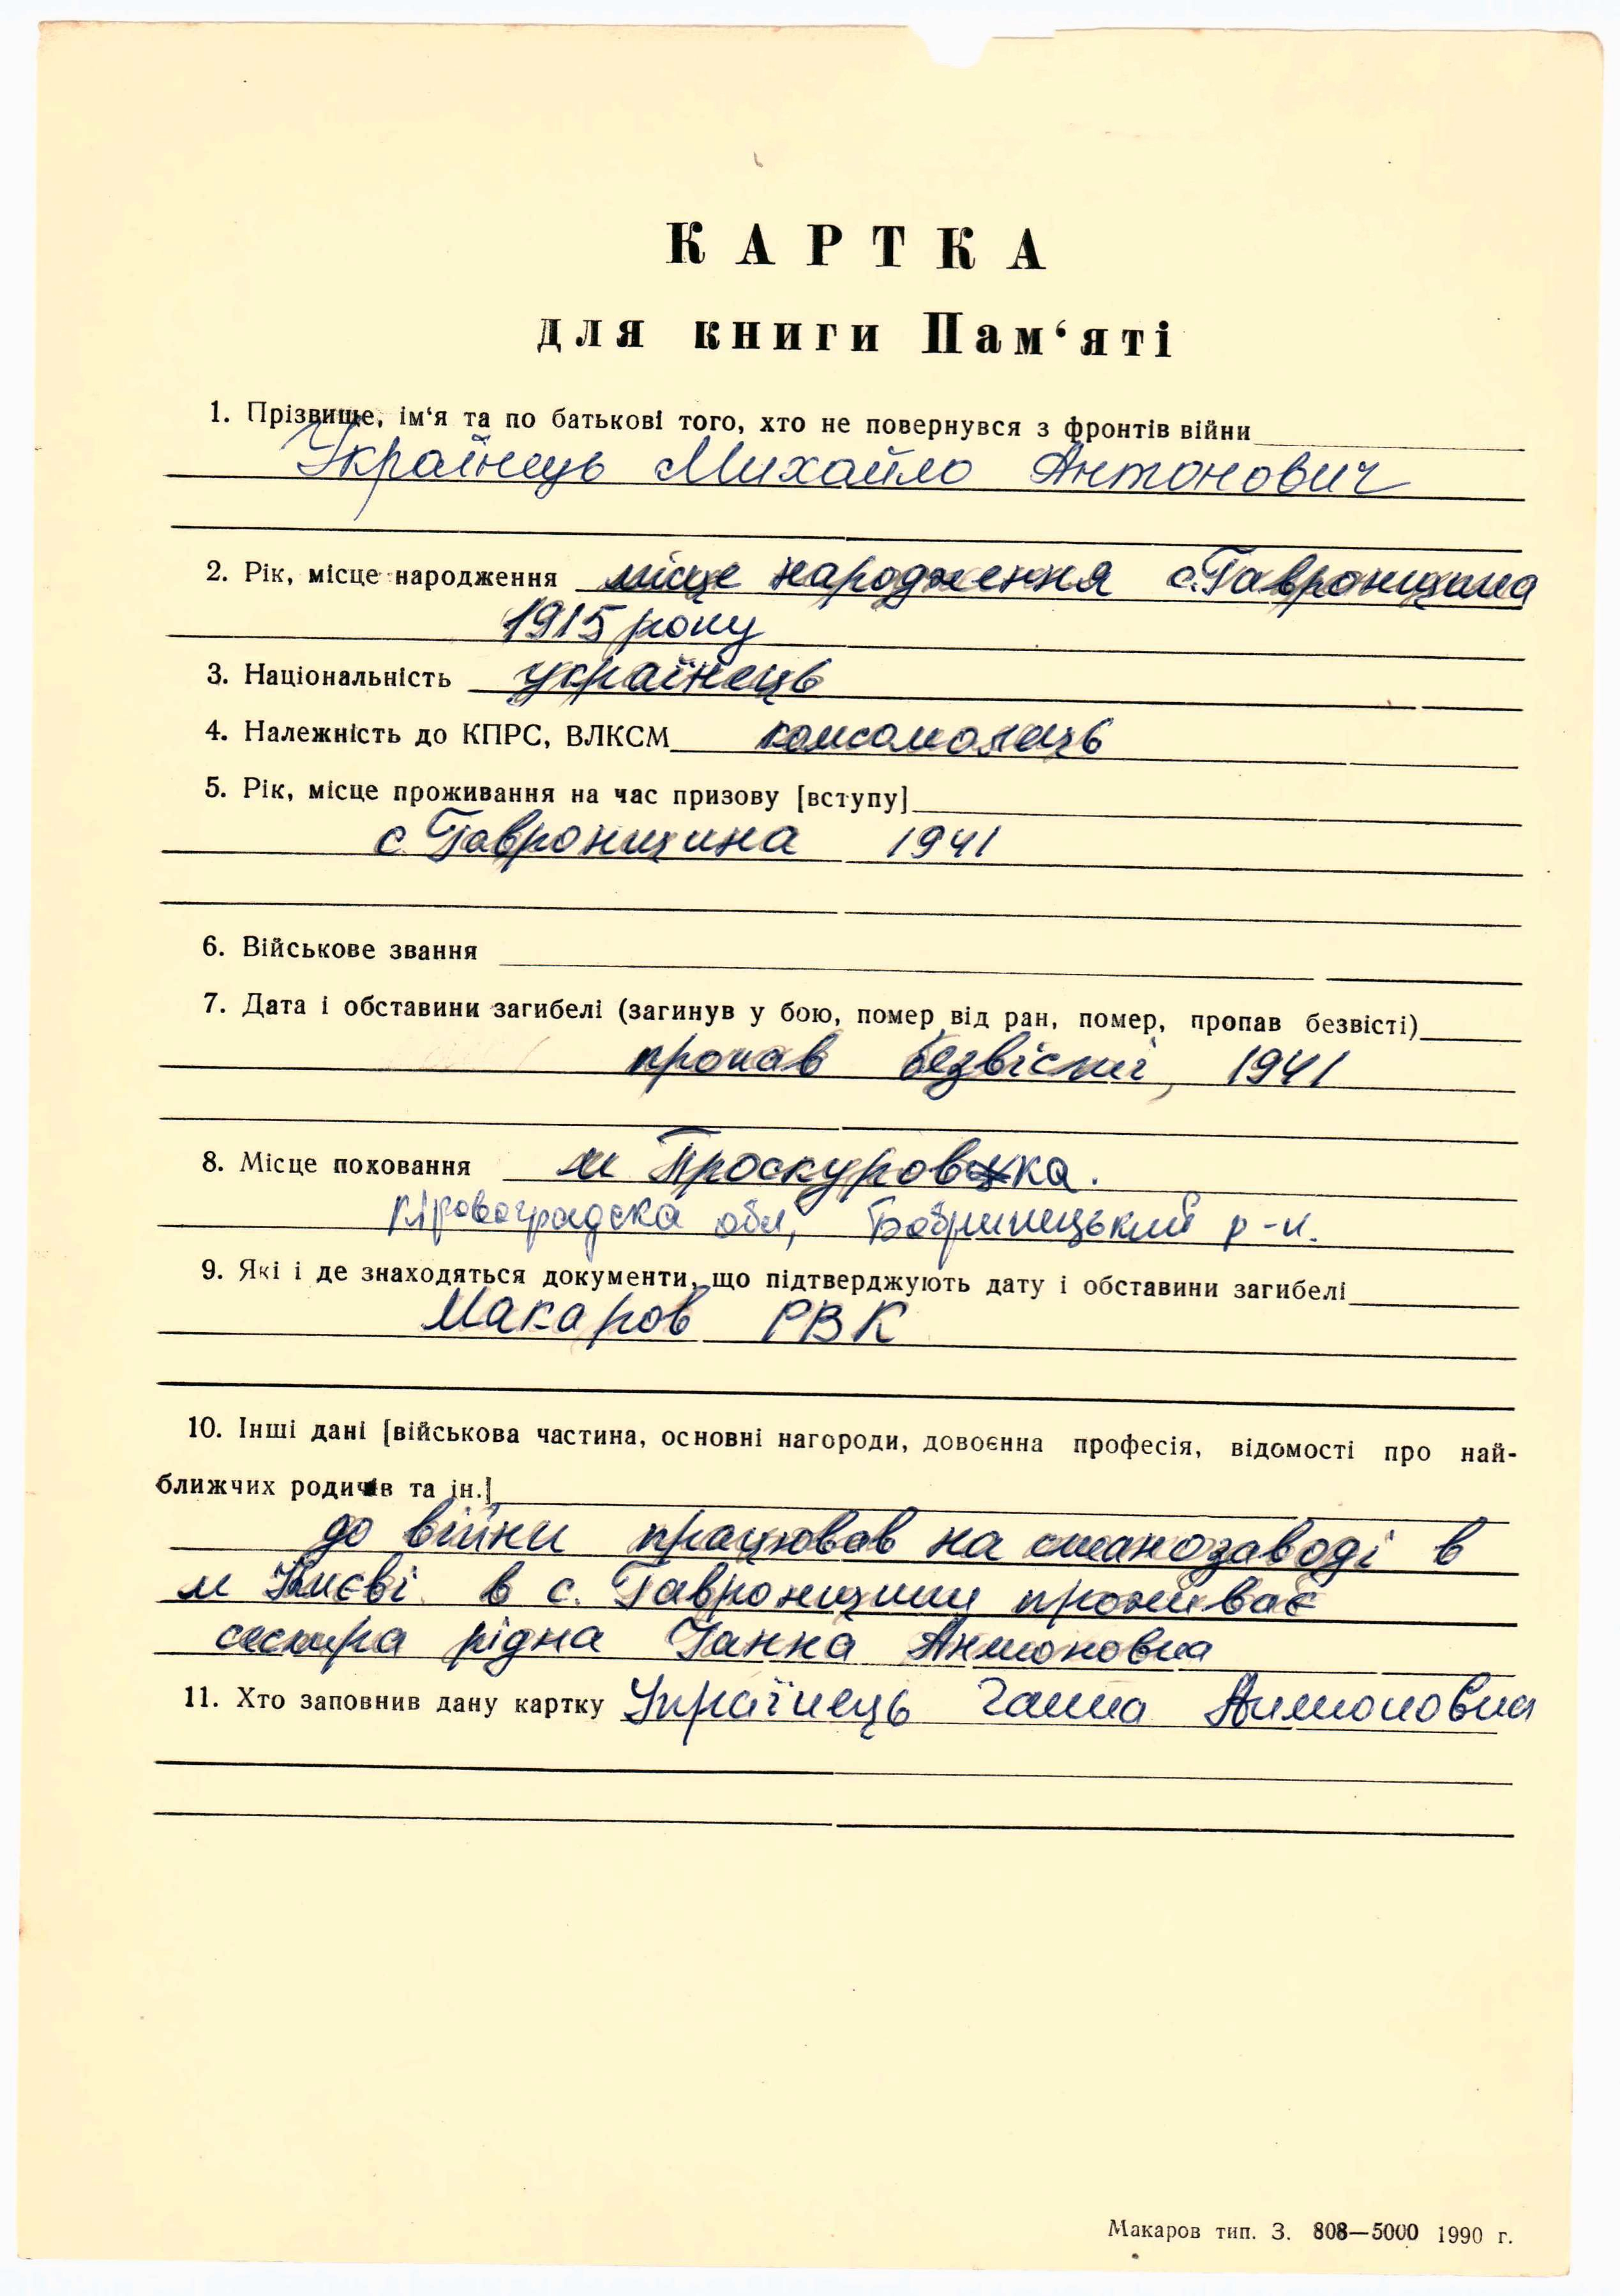 КАРТКА
для книги Пам‘яті
1. Прізвище, ім‘я та по батькові того, хто не повернувся з фронтів війни
Українець Михайло Антонович
2. Рік, місце народження місце народження с. Гавронщина
1915 року
3. Національність українець
4. Належність до КПРС, ВЛКСМ комсомолець
5. Рік, місце проживання на час призову [вступу]
с. Гавронщина 1941
6. Військове звання
7. Дата і обставини загибелі (загинув у бою, помер від ран, помер, пропав безвісті)
пропав безвісті, 1941
8. Місце поховання м Проскуровка.
Кіровоградска обл, Бобринецький р-н.
9. Які і де знаходяться документи, що підтверджують дату і обставини загибелі
Макаров РВК
10. Інші дані [військова частина, основні нагороди, довоєнна професія, відомості про най-
ближчих родичів та ін.]
до війни працював на станозаводі в
м Києві. в с. Гавронщини проживає
сестра рідна Ганна Антоновна
11. Хто заповнив дану картку Українець Ганна Антоновна
Макаров тип. З. 808—5000 1990 г.